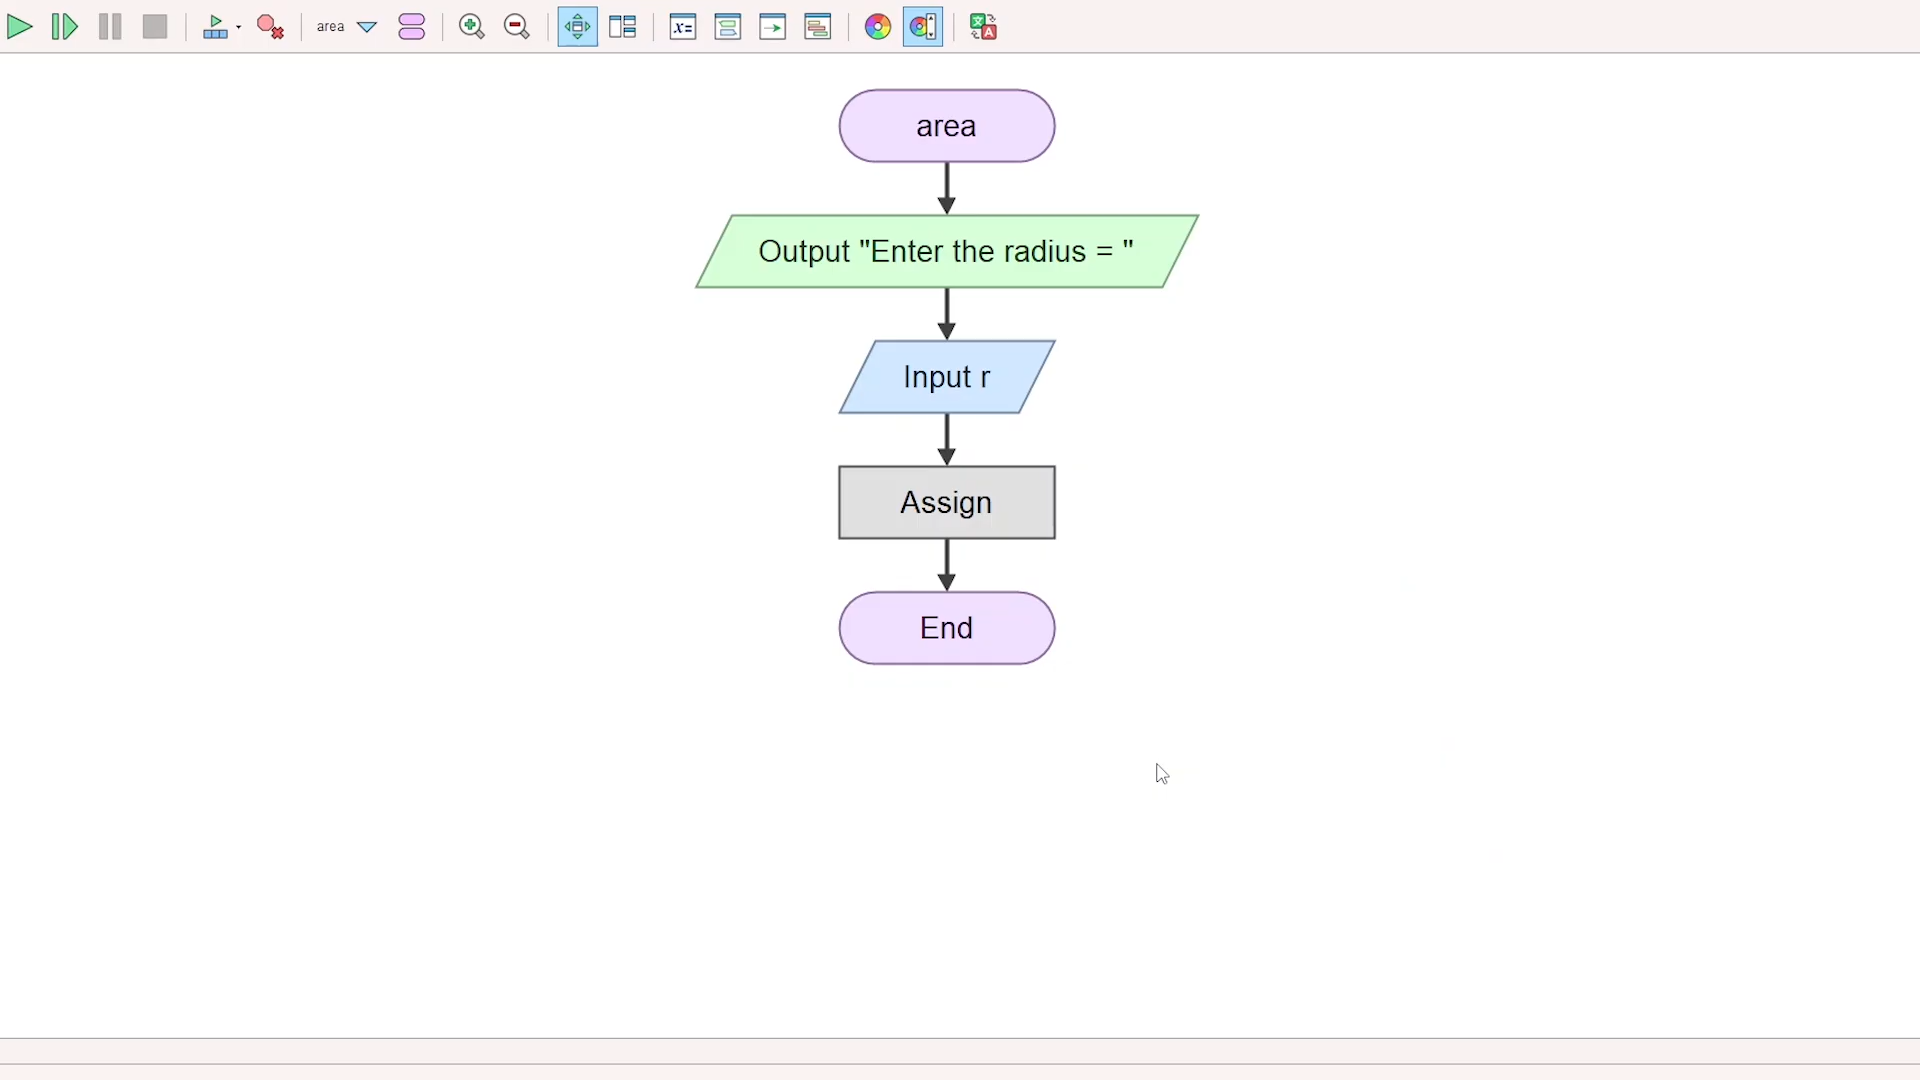 area
area
Output "Enter the radius = "
Input r
Assign
End